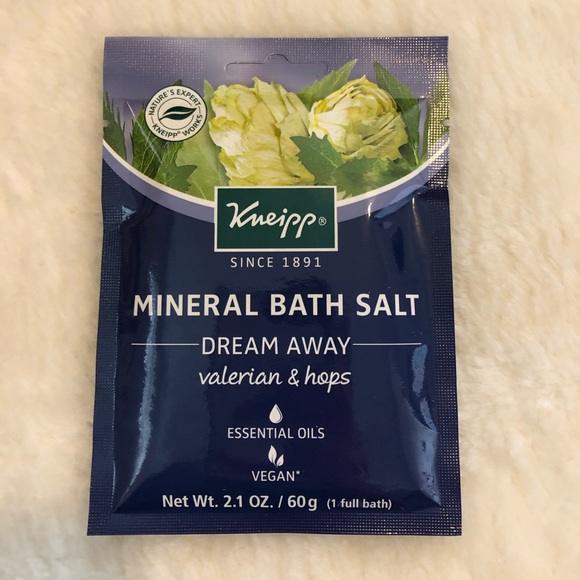 NATURE'S EXPERT
KNEIPP® WORKS
Kneipp®
SINCE 1891
MINERAL BATH SALT
DREAM AWAY
valerian & hops
ESSENTIAL OILS
VEGAN*
Net Wt. 2.1 OZ. / 60g (1 full bath)